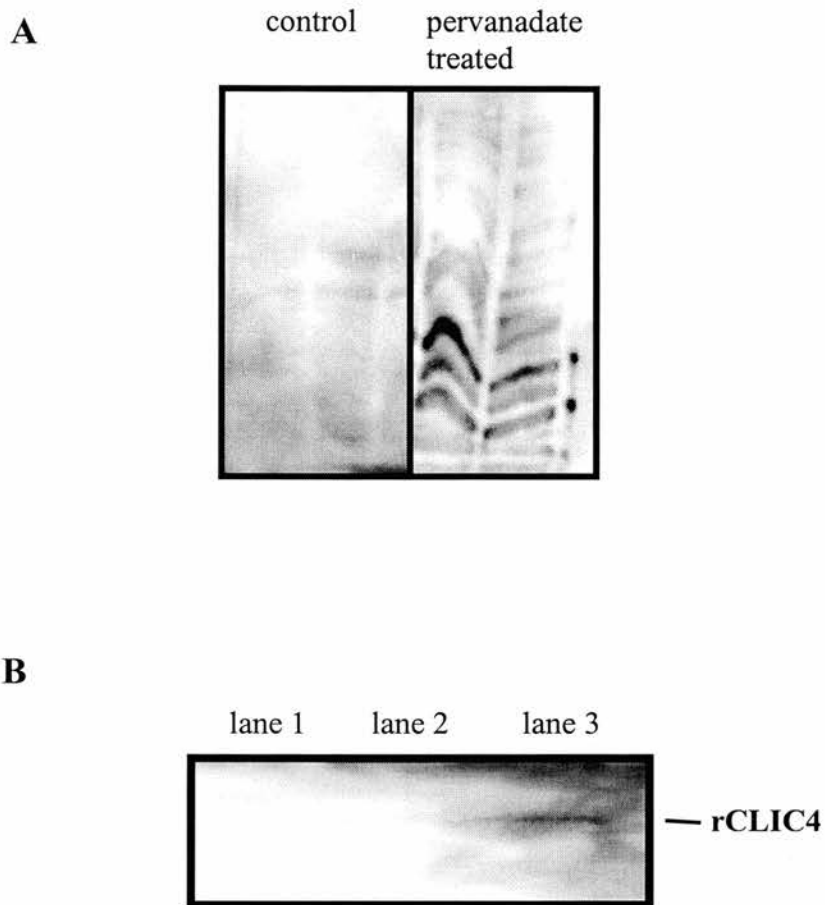 A
control
pervanadate
treated
B
lane 1
lane 2
lane 3
rCLIC4